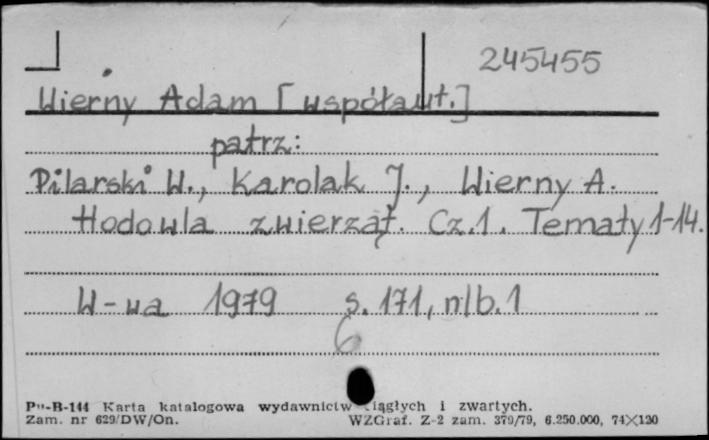 245455
Wierny Adam [współaut.]
patrz:
Pilarski W., Karolak J., Wierny A.
Hodowla zwierząt. Cz.1. Tematy 1-14.
W-wa 1979 s. 171, nlb. 1
6
Pu-B-144 Karta katalogowa wydawnictw ciągłych i zwartych.
Zam. nr 629/DW/On. WZGraf. Z-2 zam. 379/79, 6.250.000, 74×120